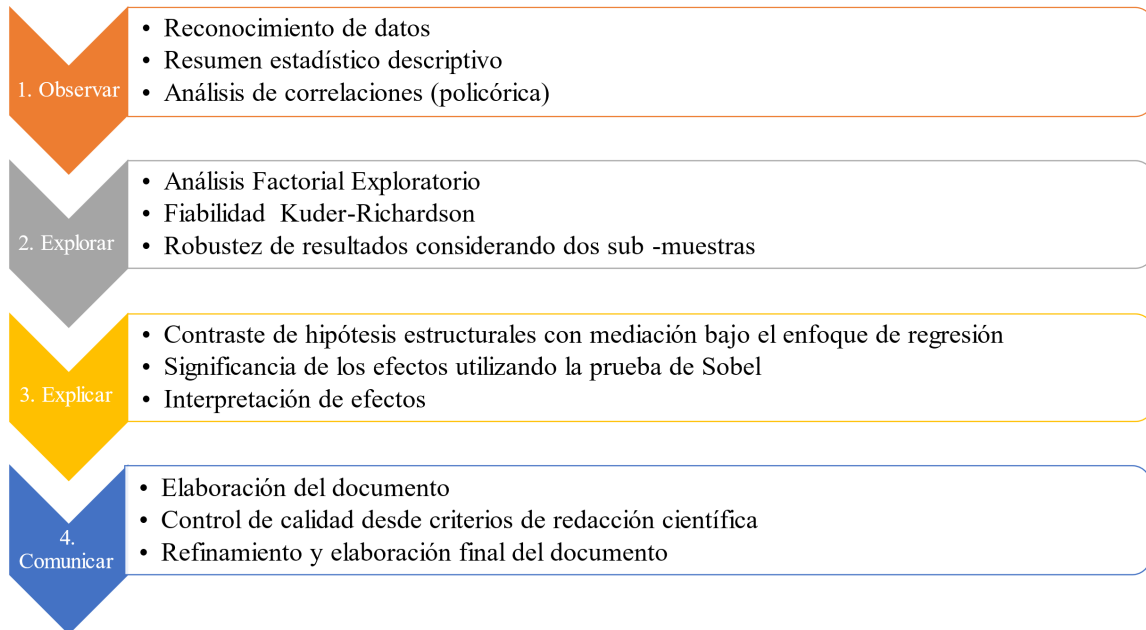 1. Observar
• Reconocimiento de datos
• Resumen estadístico descriptivo
• Análisis de correlaciones (policórica)
2. Explorar
• Análisis Factorial Exploratorio
• Fiabilidad  Kuder-Richardson
• Robustez de resultados considerando dos sub -muestras
3. Explicar
• Contraste de hipótesis estructurales con mediación bajo el enfoque de regresión
• Significancia de los efectos utilizando la prueba de Sobel
• Interpretación de efectos
4.
Comunicar
• Elaboración del documento
• Control de calidad desde criterios de redacción científica
• Refinamiento y elaboración final del documento